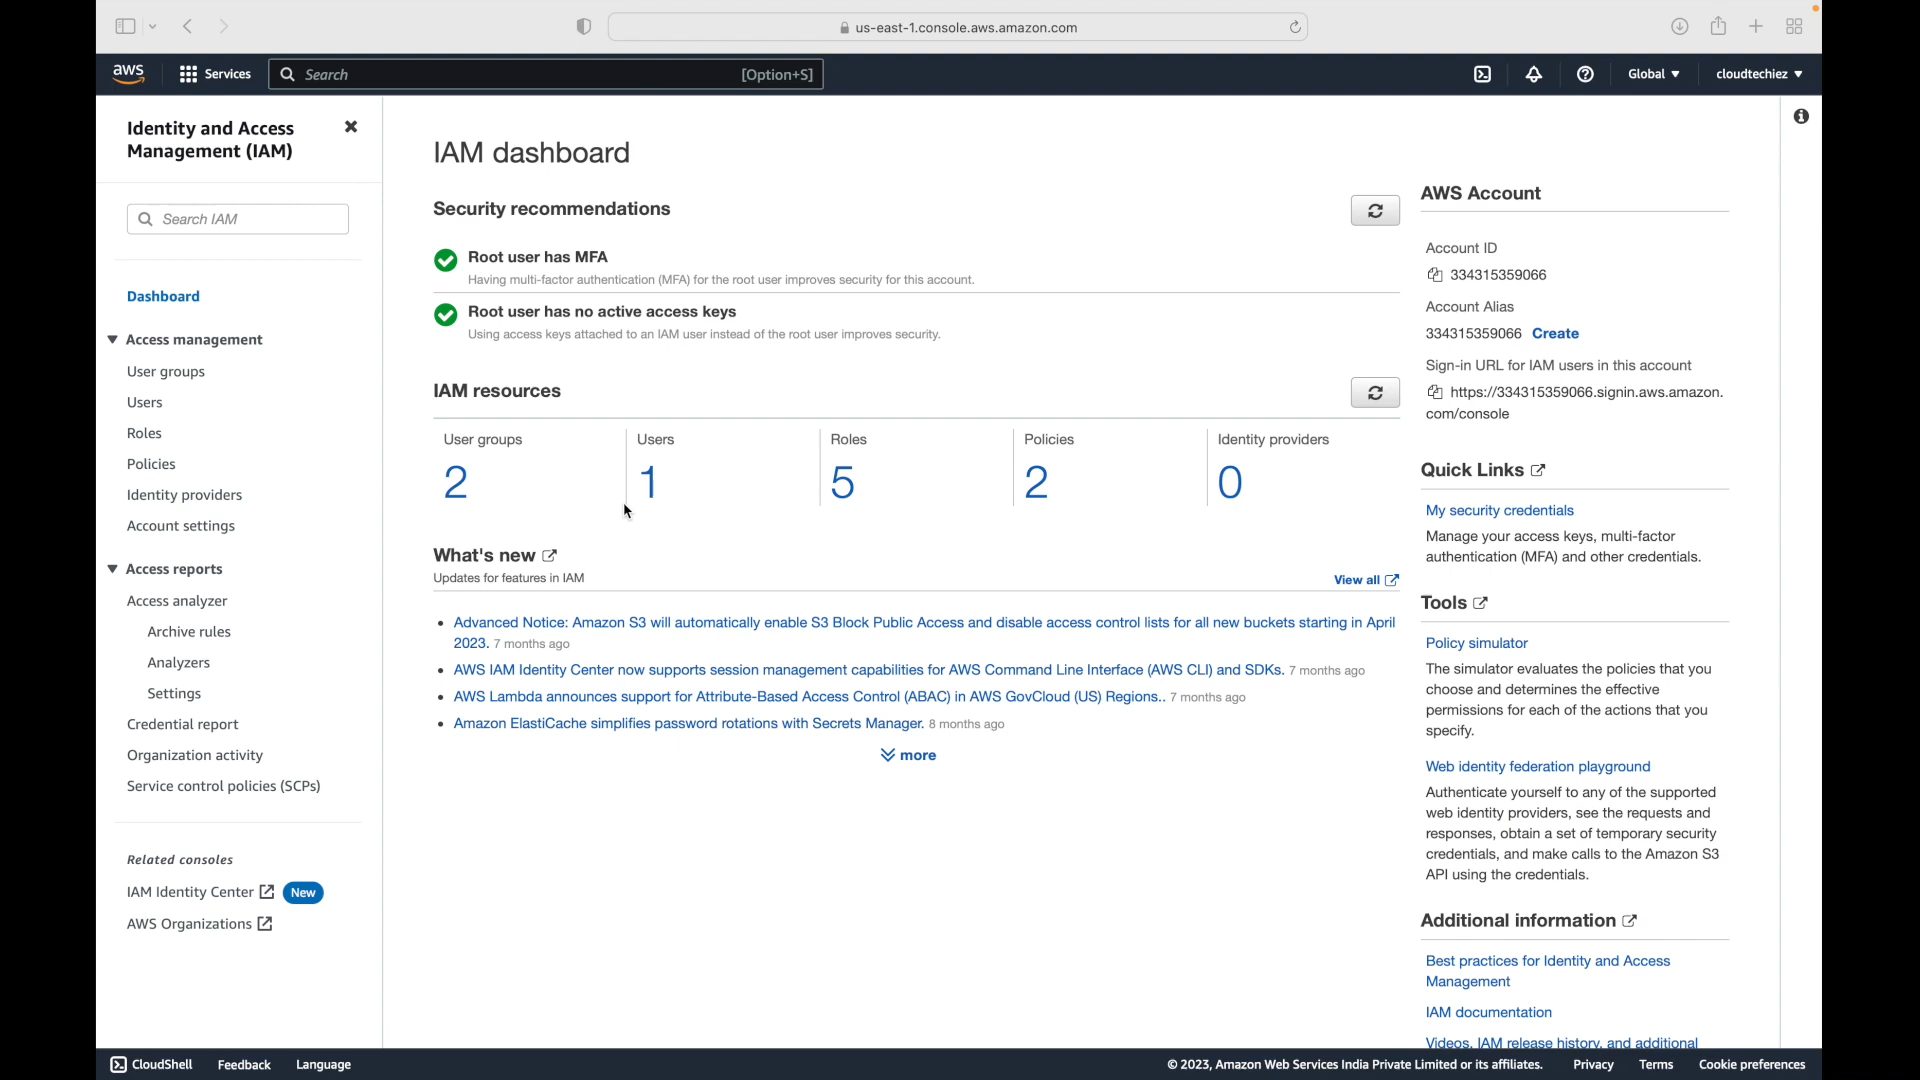 us-east-1.console.aws.amazon.com
aws
Services
Search
[Option+S]
Global
cloudtechiez
Identity and Access
Management (IAM)
Search IAM
Dashboard
Access management
User groups
Users
Roles
Policies
Identity providers
Account settings
Access reports
Access analyzer
Archive rules
Analyzers
Settings
Credential report
Organization activity
Service control policies (SCPs)
Related consoles
IAM Identity Center New
AWS Organizations
IAM dashboard
Security recommendations
Root user has MFA
Having multi-factor authentication (MFA) for the root user improves security for this account.
Root user has no active access keys
Using access keys attached to an IAM user instead of the root user improves security.
IAM resources
User groups
2
Users
1
Roles
5
Policies
2
Identity providers
0
What's new
Updates for features in IAM
View all
Advanced Notice: Amazon S3 will automatically enable S3 Block Public Access and disable access control lists for all new buckets starting in April
2023. 7 months ago
AWS IAM Identity Center now supports session management capabilities for AWS Command Line Interface (AWS CLI) and SDKs. 7 months ago
AWS Lambda announces support for Attribute-Based Access Control (ABAC) in AWS GovCloud (US) Regions.. 7 months ago
Amazon ElastiCache simplifies password rotations with Secrets Manager. 8 months ago
more
AWS Account
Account ID
334315359066
Account Alias
334315359066 Create
Sign-in URL for IAM users in this account
https://334315359066.signin.aws.amazon.
com/console
Quick Links
My security credentials
Manage your access keys, multi-factor
authentication (MFA) and other credentials.
Tools
Policy simulator
The simulator evaluates the policies that you
choose and determines the effective
permissions for each of the actions that you
specify.
Web identity federation playground
Authenticate yourself to any of the supported
web identity providers, see the requests and
responses, obtain a set of temporary security
credentials, and make calls to the Amazon S3
API using the credentials.
Additional information
Best practices for Identity and Access
Management
IAM documentation
Videos, IAM release history, and additional
CloudShell
Feedback
Language
© 2023, Amazon Web Services India Private Limited or its affiliates.
Privacy
Terms
Cookie preferences